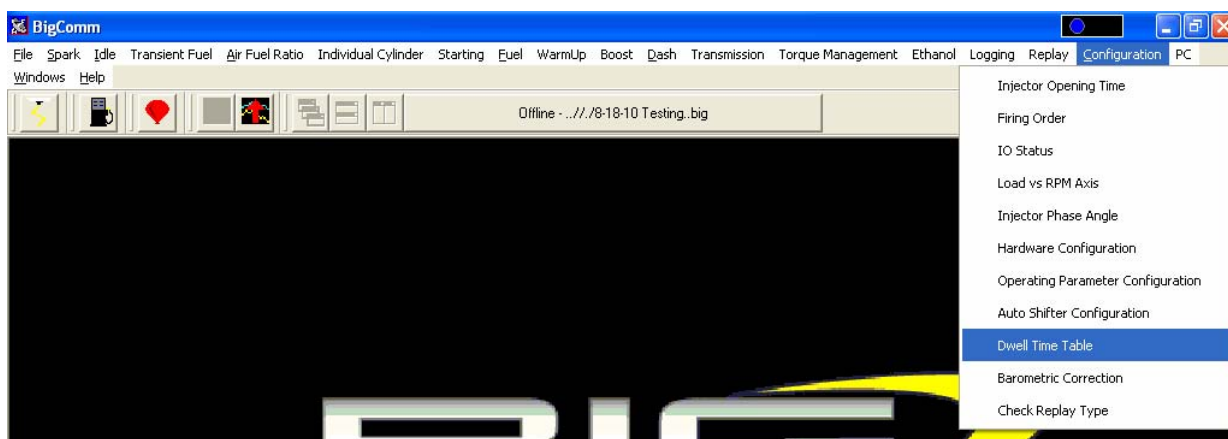 BigComm
File Spark Idle Transient Fuel Air Fuel Ratio Individual Cylinder Starting Fuel WarmUp Boost Dash Transmission Torque Management Ethanol Logging Replay Configuration PC
Windows Help
Offline - ..//./8-18-10 Testing..big
Injector Opening Time
Firing Order
IO Status
Load vs RPM Axis
Injector Phase Angle
Hardware Configuration
Operating Parameter Configuration
Auto Shifter Configuration
Dwell Time Table
Barometric Correction
Check Replay Type